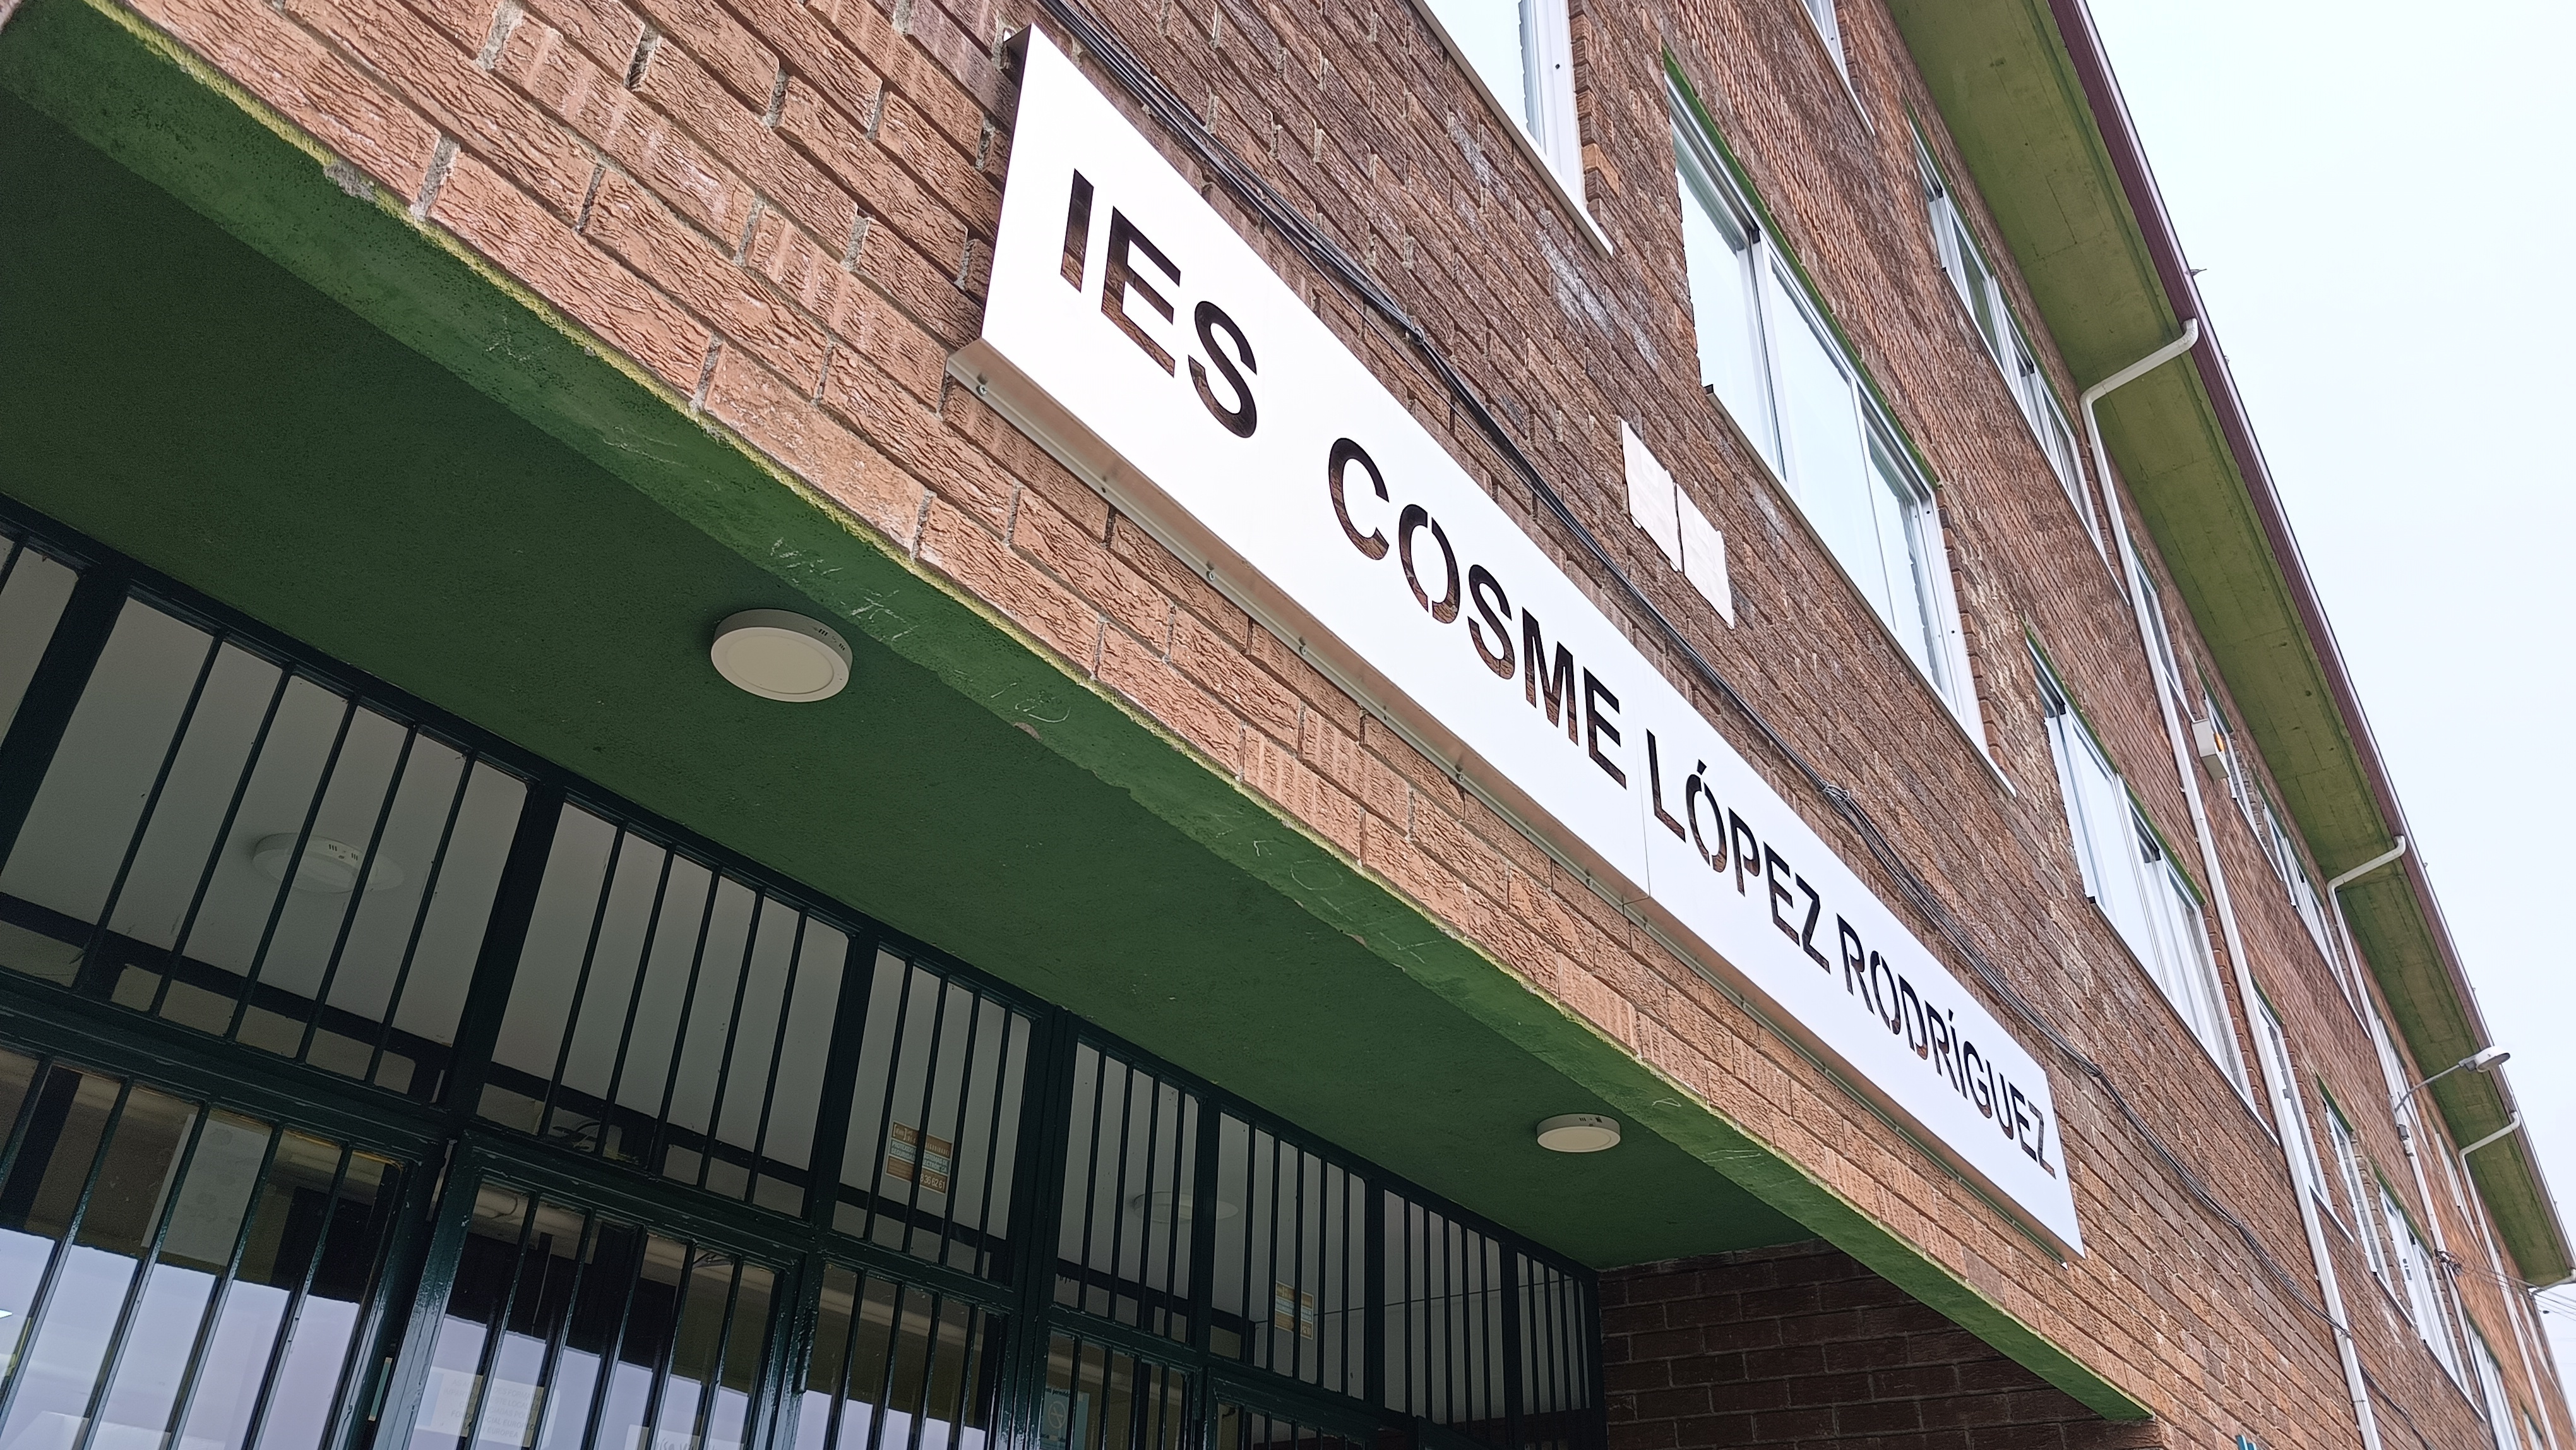 IES COSME LÓPEZ RODRÍGUEZ